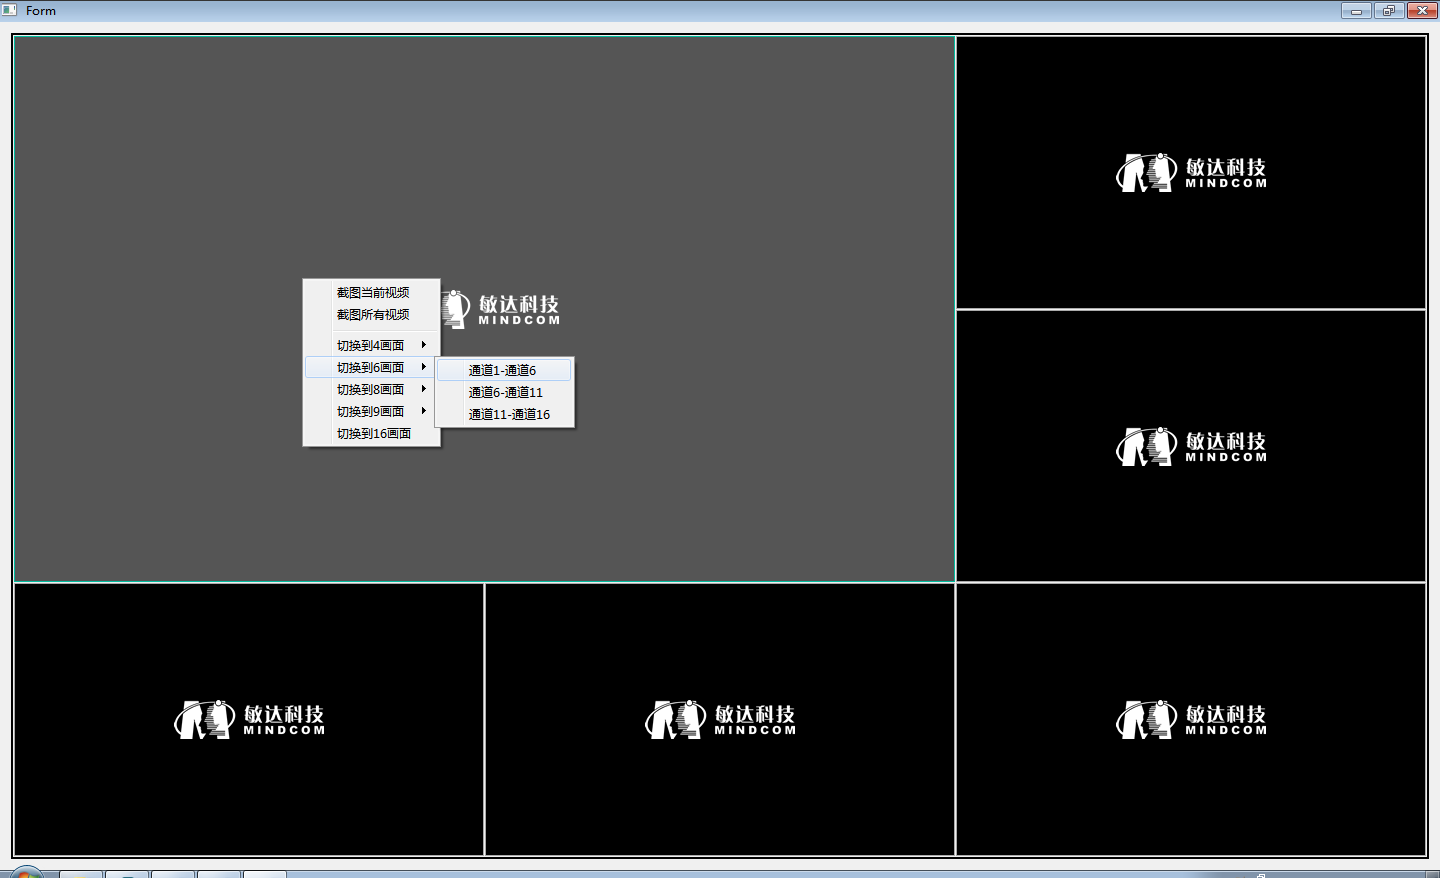 Form
敏达科技
MINDCOM
截图当前视频
截图所有视频
切换到4画面
切换到6画面
切换到8画面
切换到9画面
切换到16画面
通道1-通道6
通道6-通道11
通道11-通道16
敏达科技
MINDCOM
敏达科技
MINDCOM
敏达科技
MINDCOM
敏达科技
MINDCOM
敏达科技
MINDCOM